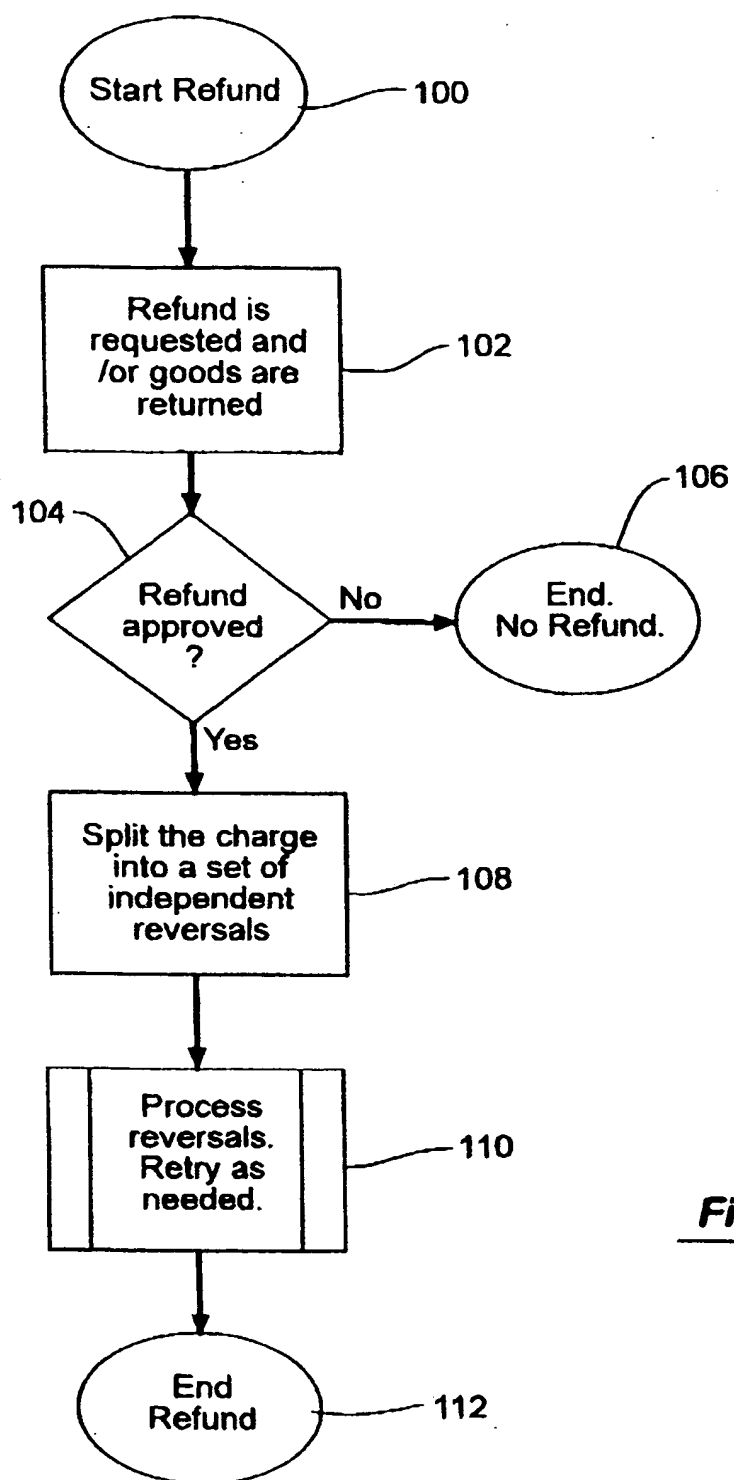 Start Refund
100
Refund is
requested and
/or goods are
returned
102
104
Refund
approved
?
No
106
End.
No Refund.
Yes
Split the charge
into a set of
independent
reversals
108
Process
reversals.
Retry as
needed.
110
End
Refund
112